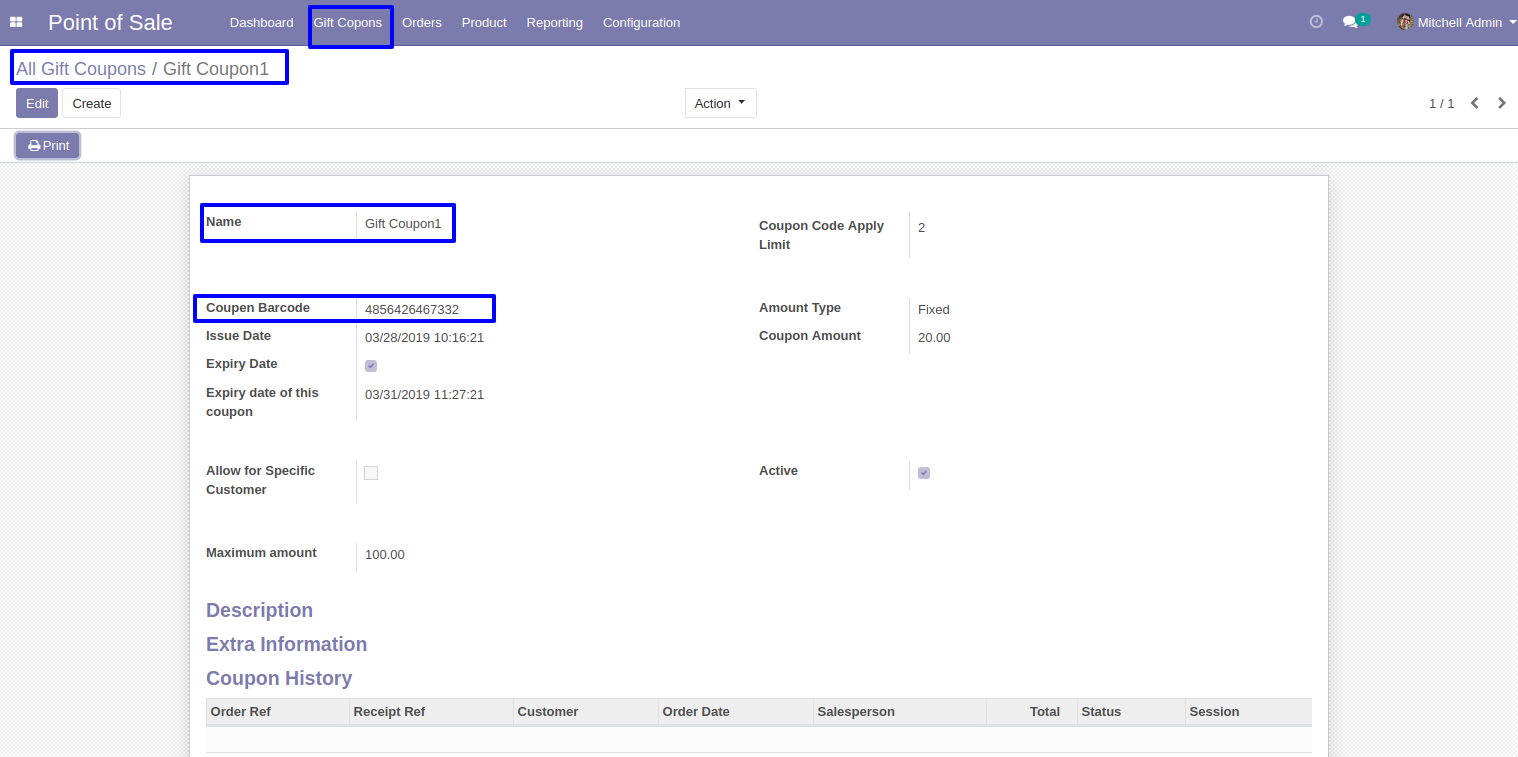 Point of Sale Dashboard Gift Copons Orders Product Reporting Configuration 1 Mitchell Admin
All Gift Coupons / Gift Coupon1
Edit Create Action 1 / 1
Print
Name Gift Coupon1
Coupon Code Apply Limit 2
Coupen Barcode 4856426467332
Issue Date 03/28/2019 10:16:21
Expiry Date
Expiry date of this coupon 03/31/2019 11:27:21
Amount Type Fixed
Coupon Amount 20.00
Allow for Specific Customer
Active
Maximum amount 100.00
Description
Extra Information
Coupon History
Order Ref Receipt Ref Customer Order Date Salesperson Total Status Session